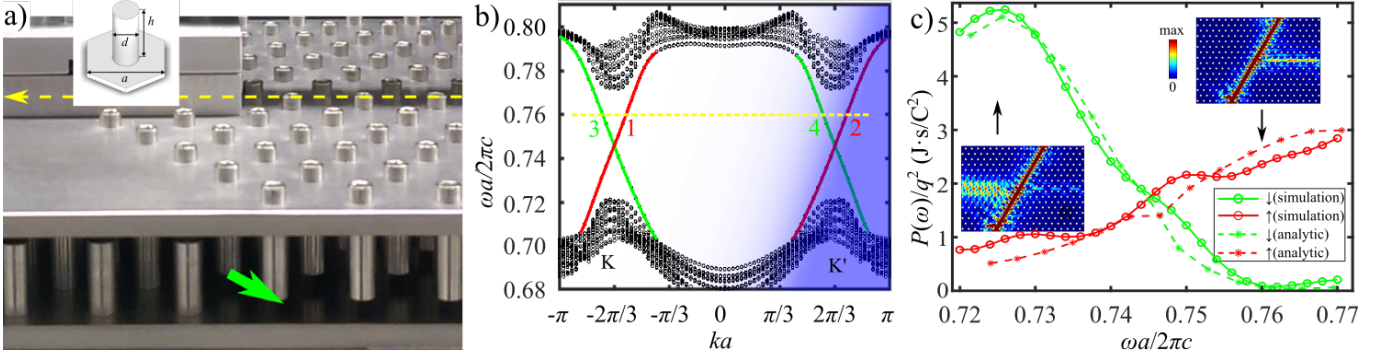 a)
h
d
a
b)
ωa/2πc
0.80
0.78
0.76
0.74
0.72
0.70
0.68
3
1
4
2
K
K'
-π
-2π/3
-π/3
0
π/3
2π/3
π
ka
c)
P(ω)/q² (J·s/C²)
5
4
3
2
1
0
max
0
↓(simulation)
↑(simulation)
↓(analytic)
↑(analytic)
0.72
0.73
0.74
0.75
0.76
0.77
ωa/2πc